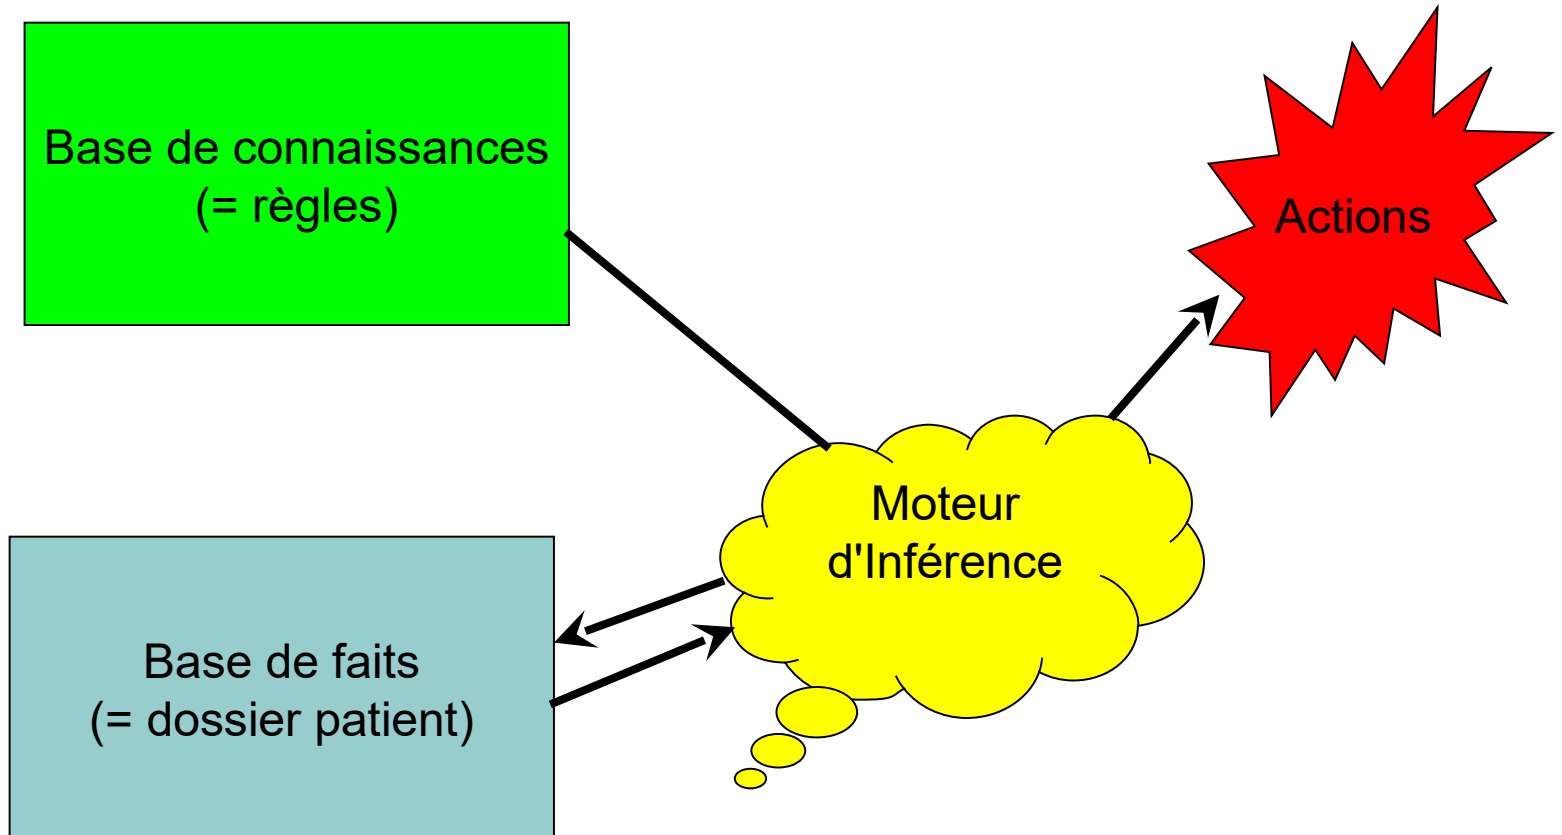 Base de connaissances
(= règles)
Actions
Moteur
d'Inférence
Base de faits
(= dossier patient)